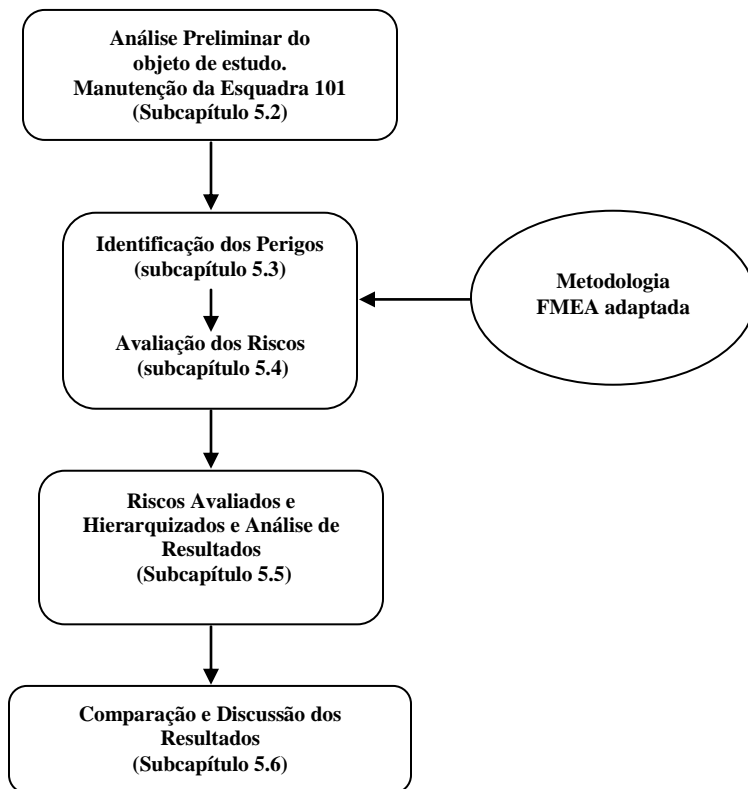 Análise Preliminar do
objeto de estudo.
Manutenção da Esquadra 101
(Subcapítulo 5.2)
Identificação dos Perigos
(subcapítulo 5.3)
Avaliação dos Riscos
(subcapítulo 5.4)
Metodologia
FMEA adaptada
Riscos Avaliados e
Hierarquizados e Análise de
Resultados
(Subcapítulo 5.5)
Comparação e Discussão dos
Resultados
(Subcapítulo 5.6)